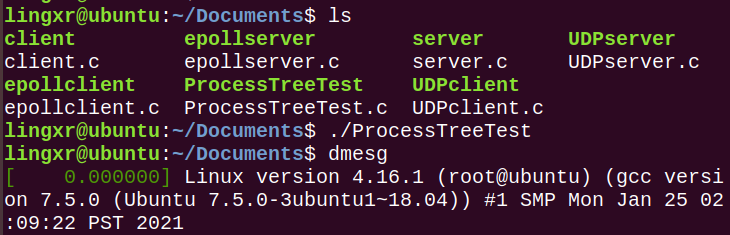 lingxr@ubuntu:~/Documents$ ls
client epollserver server UDPserver
client.c epollserver.c server.c UDPserver.c
epollclient ProcessTreeTest UDPclient
epollclient.c ProcessTreeTest.c UDPclient.c
lingxr@ubuntu:~/Documents$ ./ProcessTreeTest
lingxr@ubuntu:~/Documents$ dmesg
[    0.000000] Linux version 4.16.1 (root@ubuntu) (gcc versi
on 7.5.0 (Ubuntu 7.5.0-3ubuntu1~18.04)) #1 SMP Mon Jan 25 02
:09:22 PST 2021